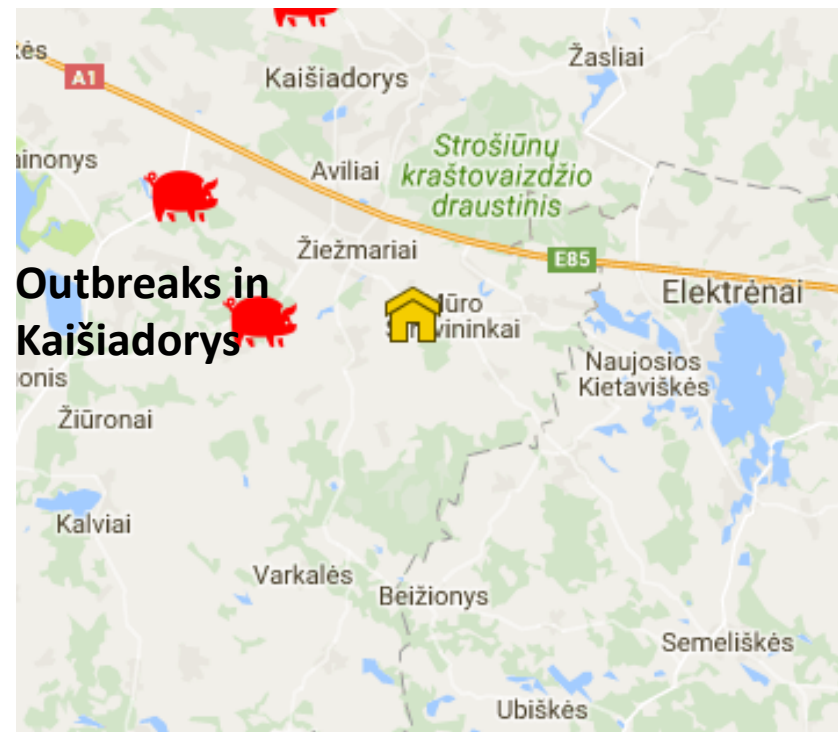 Žasliai
A1
Kaišiadorys
Strošiūnų
kraštovaizdžio
draustinis
Aviliai
Žiežmariai
E85
Elektrėnai
Outbreaks in
Kaišiadorys
Naujosios
Kietaviškės
Žiūronai
Kalviai
Varkalės
Beižionys
Semeliškės
Ubiškės